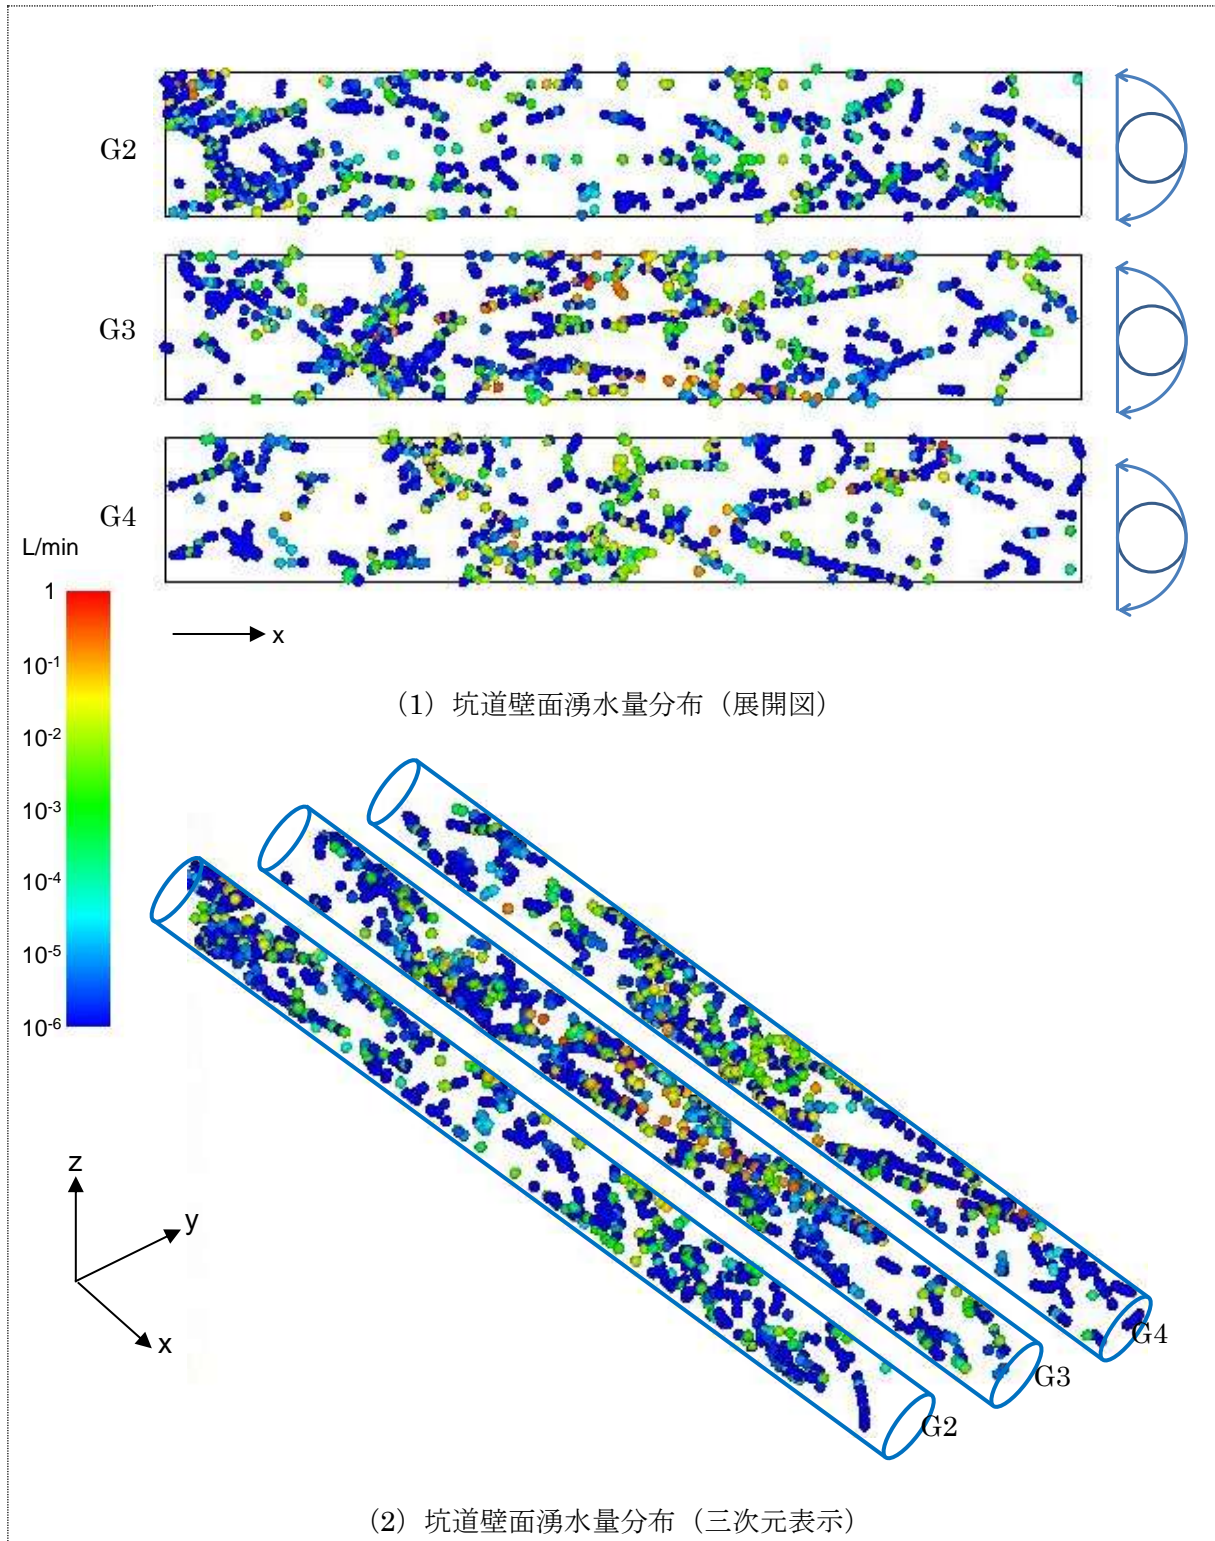 G2
G3
G4
L/min
1
10-1
10-2
10-3
10-4
10-5
10-6
x
(1) 坑道壁面湧水量分布（展開図）
z
y
x
G4
G3
G2
(2) 坑道壁面湧水量分布（三次元表示）